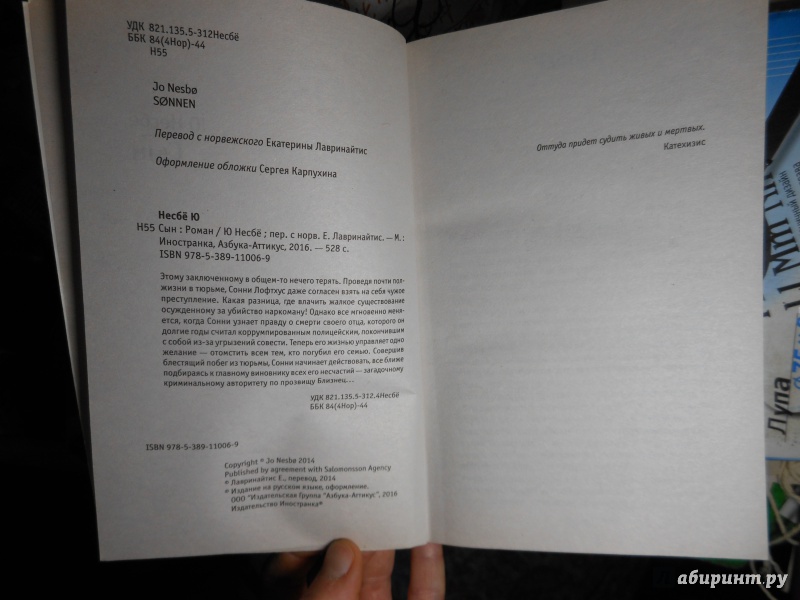 УДК 821.135.5-312Несбё
ББК 84(4Нор)-44
Н55
Jo Nesbø
SØNNEN
Перевод с норвежского Екатерины Лавринайтис
Оформление обложки Сергея Карпухина
Несбё Ю
Н55 Сын : Роман / Ю Несбё ; пер. с норв. Е. Лавринайтис. — М. :
Иностранка, Азбука-Аттикус, 2016. — 528 с.
ISBN 978-5-389-11006-9
Этому заключенному в общем-то нечего терять. Проведя почти пол-
жизни в тюрьме, Сонни Лофтхус даже согласен взять на себя чужое
преступление. Какая разница, где влачить жалкое существование
осужденному за убийство наркоману! Однако все мгновенно меня-
ется, когда Сонни узнает правду о смерти своего отца, которого он
долгие годы считал коррумпированным полицейским, покончившим
с собой из-за угрызений совести. Теперь его жизнью управляет одно
желание — отомстить всем тем, кто погубил его семью. Совершив
блестящий побег из тюрьмы, Сонни начинает действовать, все ближе
подбираясь к главному виновнику всех его несчастий — загадочному
криминальному авторитету по прозвищу Близнец...
УДК 821.135.5-312.4Несбё
ББК 84(4Нор)-44
ISBN 978-5-389-11006-9
Copyright © Jo Nesbø 2014
Published by agreement with Salomonsson Agency
© Лавринайтис Е., перевод, 2014
© Издание на русском языке, оформление.
ООО "Издательская Группа "Азбука-Аттикус", 2016
Издательство Иностранка®
Оттуда придет судить живых и мертвых.
Катехизис
Лупа
абиринт.ру